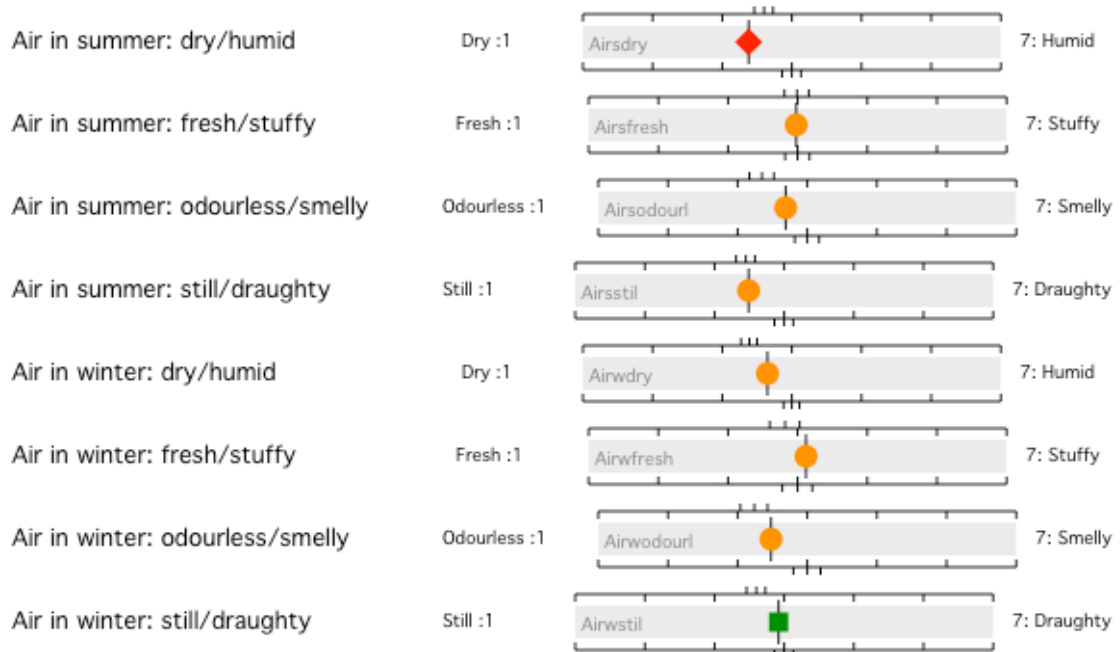 Air in summer: dry/humid Dry :1 Airsdry 7: Humid
Air in summer: fresh/stuffy Fresh :1 Airsfresh 7: Stuffy
Air in summer: odourless/smelly Odourless :1 Airsodourl 7: Smelly
Air in summer: still/draughty Still :1 Airsstil 7: Draughty
Air in winter: dry/humid Dry :1 Airwdry 7: Humid
Air in winter: fresh/stuffy Fresh :1 Airwfresh 7: Stuffy
Air in winter: odourless/smelly Odourless :1 Airwodourl 7: Smelly
Air in winter: still/draughty Still :1 Airwstil 7: Draughty